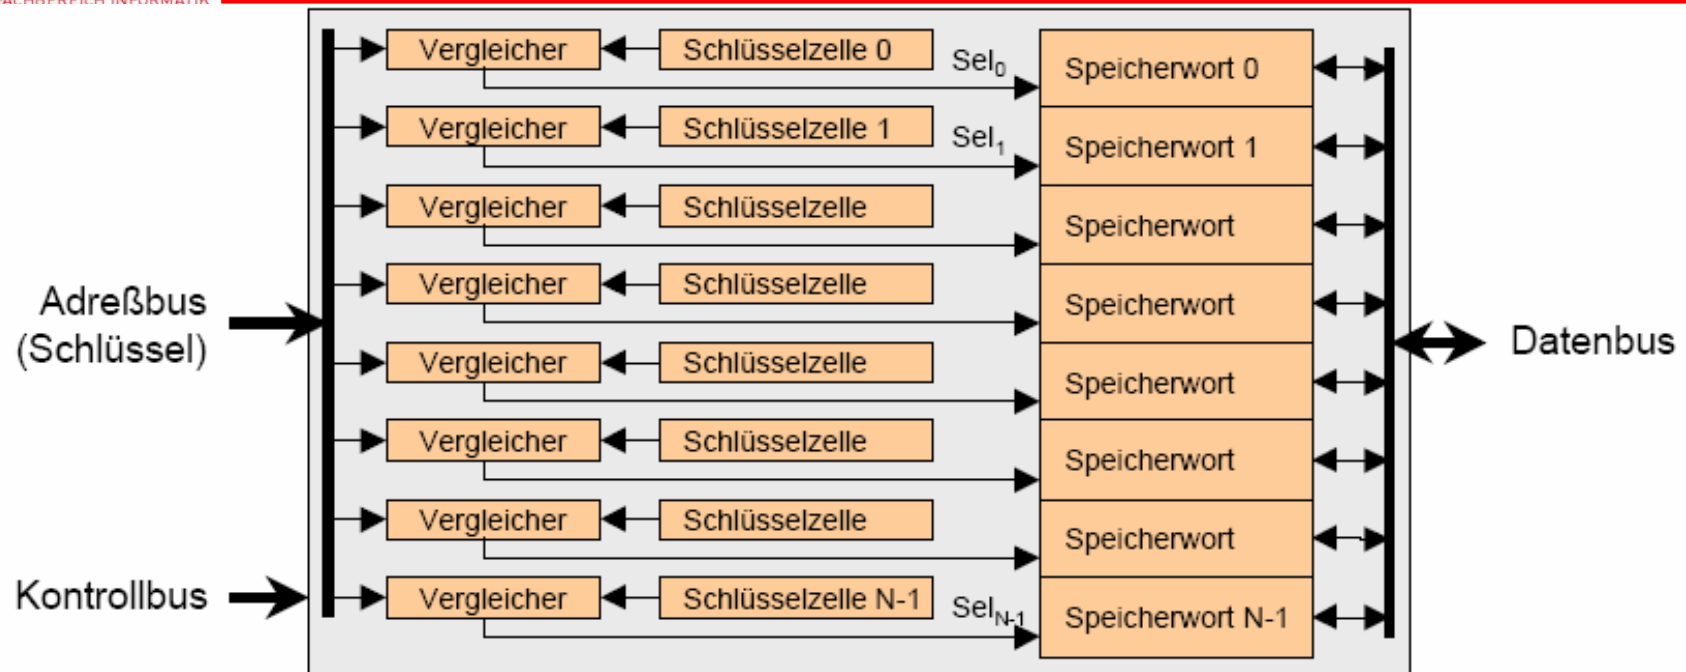 FACHBEREICH INFORMATIK
Vergleicher Schlüsselzelle 0 Sel0 Speicherwort 0
Vergleicher Schlüsselzelle 1 Sel1 Speicherwort 1
Vergleicher Schlüsselzelle Speicherwort
Vergleicher Schlüsselzelle Speicherwort
Adreßbus
(Schlüssel)
Datenbus
Vergleicher Schlüsselzelle Speicherwort
Vergleicher Schlüsselzelle Speicherwort
Vergleicher Schlüsselzelle Speicherwort
Kontrollbus
Vergleicher Schlüsselzelle N-1 SelN-1 Speicherwort N-1